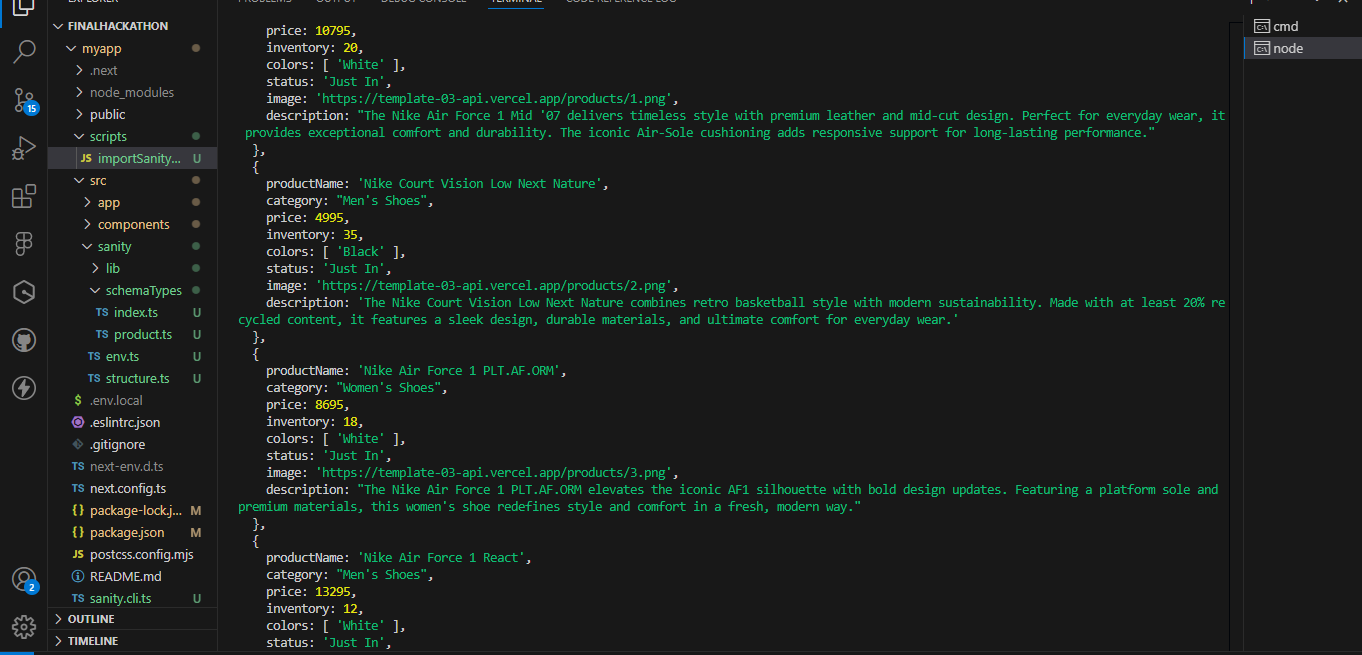 FINALHACKATHON
myapp
.next
node_modules
public
scripts
JS importSanity... U
src
app
components
sanity
lib
schemaTypes
TS index.ts U
TS product.ts U
TS env.ts U
TS structure.ts U
$ .env.local
.eslintrc.json
.gitignore
TS next-env.d.ts
TS next.config.ts
{} package-lock.j... M
{} package.json M
JS postcss.config.mjs
README.md
TS sanity.cli.ts U
OUTLINE
TIMELINE
15
2
TERMINAL
price: 10795,
inventory: 20,
colors: [ 'White' ],
status: 'Just In',
image: 'https://template-03-api.vercel.app/products/1.png',
description: "The Nike Air Force 1 Mid '07 delivers timeless style with premium leather and mid-cut design. Perfect for everyday wear, it
provides exceptional comfort and durability. The iconic Air-Sole cushioning adds responsive support for long-lasting performance."
},
{
productName: 'Nike Court Vision Low Next Nature',
category: "Men's Shoes",
price: 4995,
inventory: 35,
colors: [ 'Black' ],
status: 'Just In',
image: 'https://template-03-api.vercel.app/products/2.png',
description: 'The Nike Court Vision Low Next Nature combines retro basketball style with modern sustainability. Made with at least 20% re
cycled content, it features a sleek design, durable materials, and ultimate comfort for everyday wear.'
},
{
productName: 'Nike Air Force 1 PLT.AF.ORM',
category: "Women's Shoes",
price: 8695,
inventory: 18,
colors: [ 'White' ],
status: 'Just In',
image: 'https://template-03-api.vercel.app/products/3.png',
description: "The Nike Air Force 1 PLT.AF.ORM elevates the iconic AF1 silhouette with bold design updates. Featuring a platform sole and
premium materials, this women's shoe redefines style and comfort in a fresh, modern way."
},
{
productName: 'Nike Air Force 1 React',
category: "Men's Shoes",
price: 13295,
inventory: 12,
colors: [ 'White' ],
status: 'Just In',
cmd
node